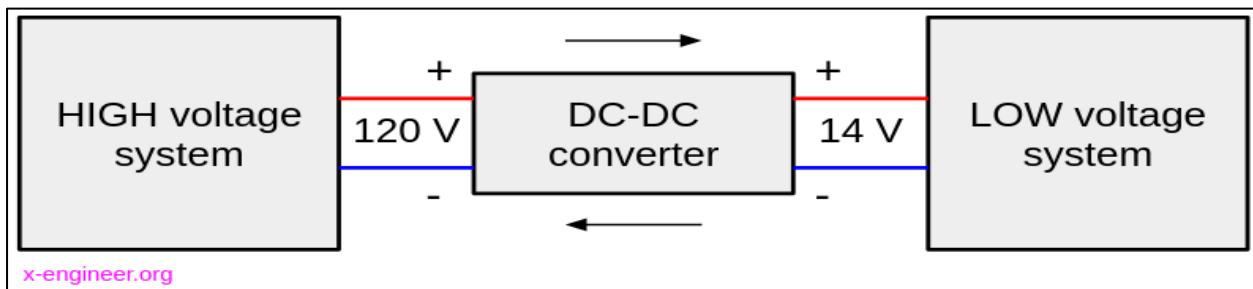 HIGH voltage
system
+
120 V
-
DC-DC
converter
+
14 V
-
LOW voltage
system
x-engineer.org